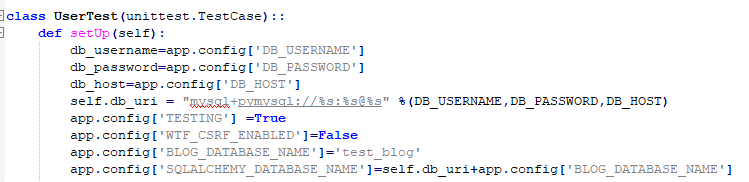 class UserTest(unittest.TestCase)::
    def setUp(self):
        db_username=app.config['DB_USERNAME']
        db_password=app.config['DB_PASSWORD']
        db_host=app.config['DB_HOST']
        self.db_uri = "mysql+pymysql://%s:%s@%s" %(DB_USERNAME,DB_PASSWORD,DB_HOST)
        app.config['TESTING'] =True
        app.config['WTF_CSRF_ENABLED']=False
        app.config['BLOG_DATABASE_NAME']='test_blog'
        app.config['SQLALCHEMY_DATABASE_NAME']=self.db_uri+app.config['BLOG_DATABASE_NAME']